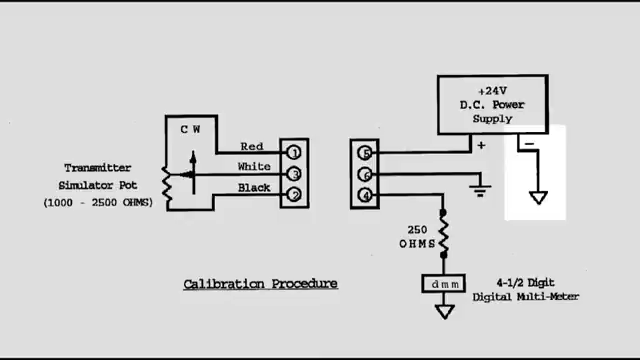 +24V
D.C. Power
Supply
+
−
CW
Red
White
Black
1
3
2
5
6
4
Transmitter
Simulator Pot
(1000 - 2500 OHMS)
250
OHMS
dmm
4-1/2 Digit
Digital Multi-Meter
Calibration Procedure